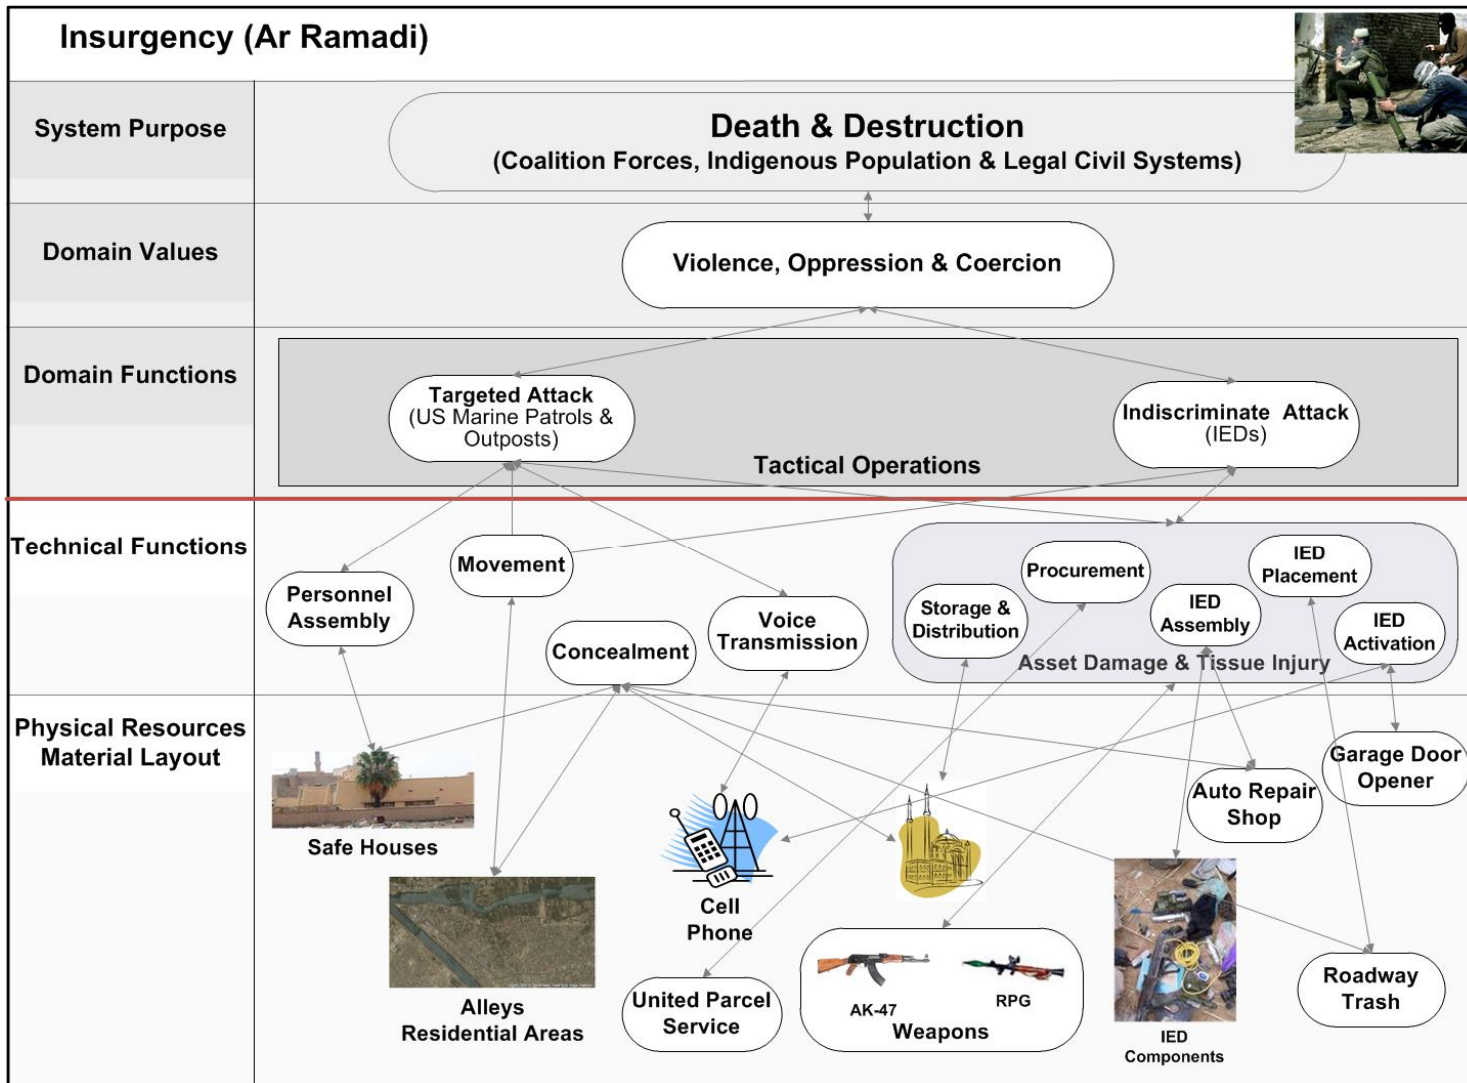 Insurgency (Ar Ramadi)
System Purpose
Death & Destruction
(Coalition Forces, Indigenous Population & Legal Civil Systems)
Domain Values
Violence, Oppression & Coercion
Domain Functions
Targeted Attack
(US Marine Patrols &
Outposts)
Indiscriminate Attack
(IEDs)
Tactical Operations
Technical Functions
Personnel
Assembly
Movement
Concealment
Voice
Transmission
Storage &
Distribution
Procurement
IED
Assembly
IED
Placement
IED
Activation
Asset Damage & Tissue Injury
Physical Resources
Material Layout
Safe Houses
Alleys
Residential Areas
Cell
Phone
United Parcel
Service
AK-47
RPG
Weapons
IED
Components
Auto Repair
Shop
Garage Door
Opener
Roadway
Trash